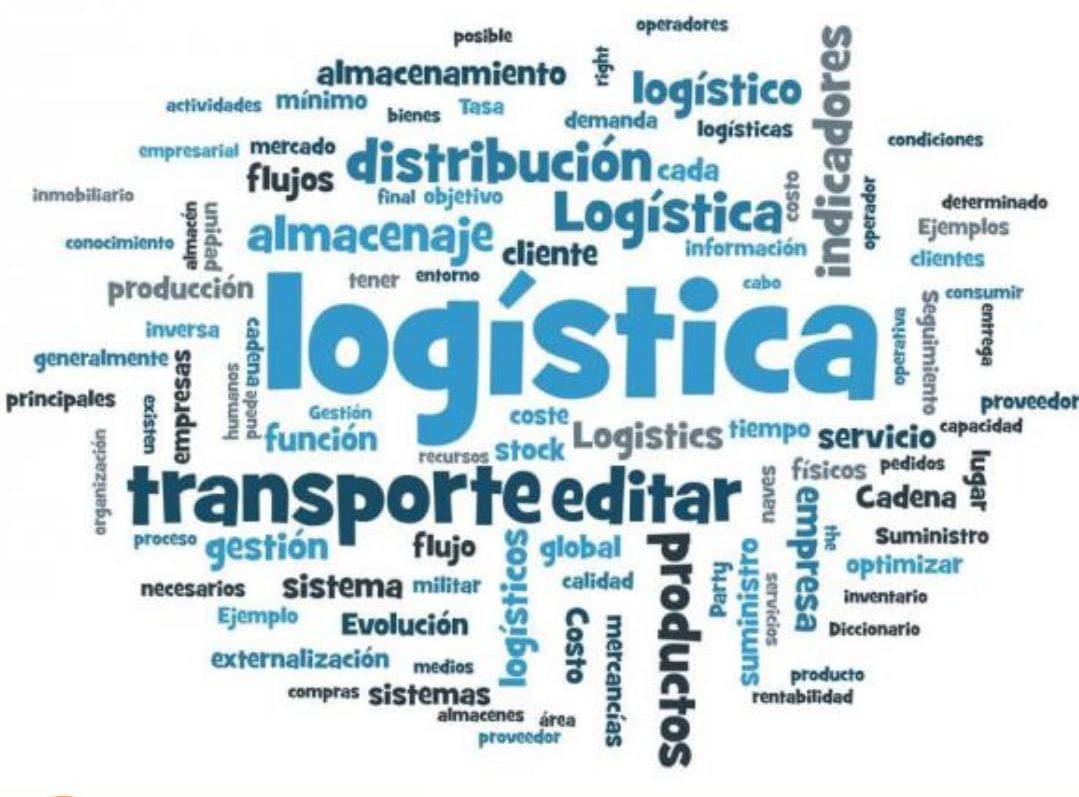 operadores
posible
right
almacenamiento
indicadores
logístico
actividades
mínimo
Tasa
bienes
demanda
logísticas
condiciones
empresarial
mercado
distribución
cada
flujos
costo
operador
inmobiliario
final
objetivo
Logística
determinado
almacén
unidad
almacenaje
Ejemplos
conocimiento
cliente
información
clientes
producción
tener
entorno
cabo
logística
consumir
Seguimiento
entrega
operativa
inversa
cadena
generalmente
empresas
humanos
apend
principales
existen
proveedor
Gestión
coste
función
Logistics
tiempo
servicio
capacidad
organización
recursos
stock
físicos
pedidos
lugar
transporte
editar
naves
Cadena
empresa
the
proceso
gestión
flujo
logísticos
global
productos
Suministro
optimizar
necesarios
sistema
militar
calidad
Party
suministro
servicios
inventario
Ejemplo
Evolución
Costo
mercancías
Diccionario
externalización
medios
producto
compras
sistemas
rentabilidad
almacenes
área
proveedor